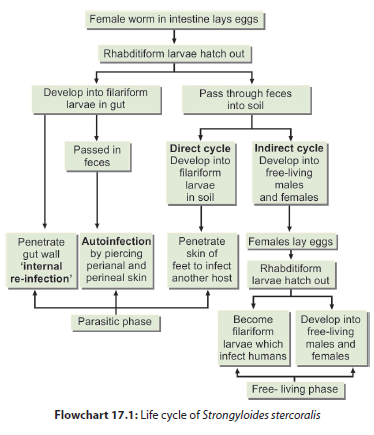 Female worm in intestine lays eggs
Rhabditiform larvae hatch out
Develop into filariform
larvae in gut
Pass through feces
into soil
Passed in
feces
Direct cycle
Develop into
filariform
larvae
in soil
Indirect cycle
Develop into
free-living
males
and females
Penetrate
gut wall
‘internal
re-infection’
Autoinfection
by piercing
perianal and
perineal skin
Penetrate
skin of
feet to infect
another host
Females lay eggs
Rhabditiform
larvae hatch out
Parasitic phase
Become
filariform
larvae which
infect humans
Develop into
free-living
males and
females
Free- living phase
Flowchart 17.1: Life cycle of Strongyloides stercoralis